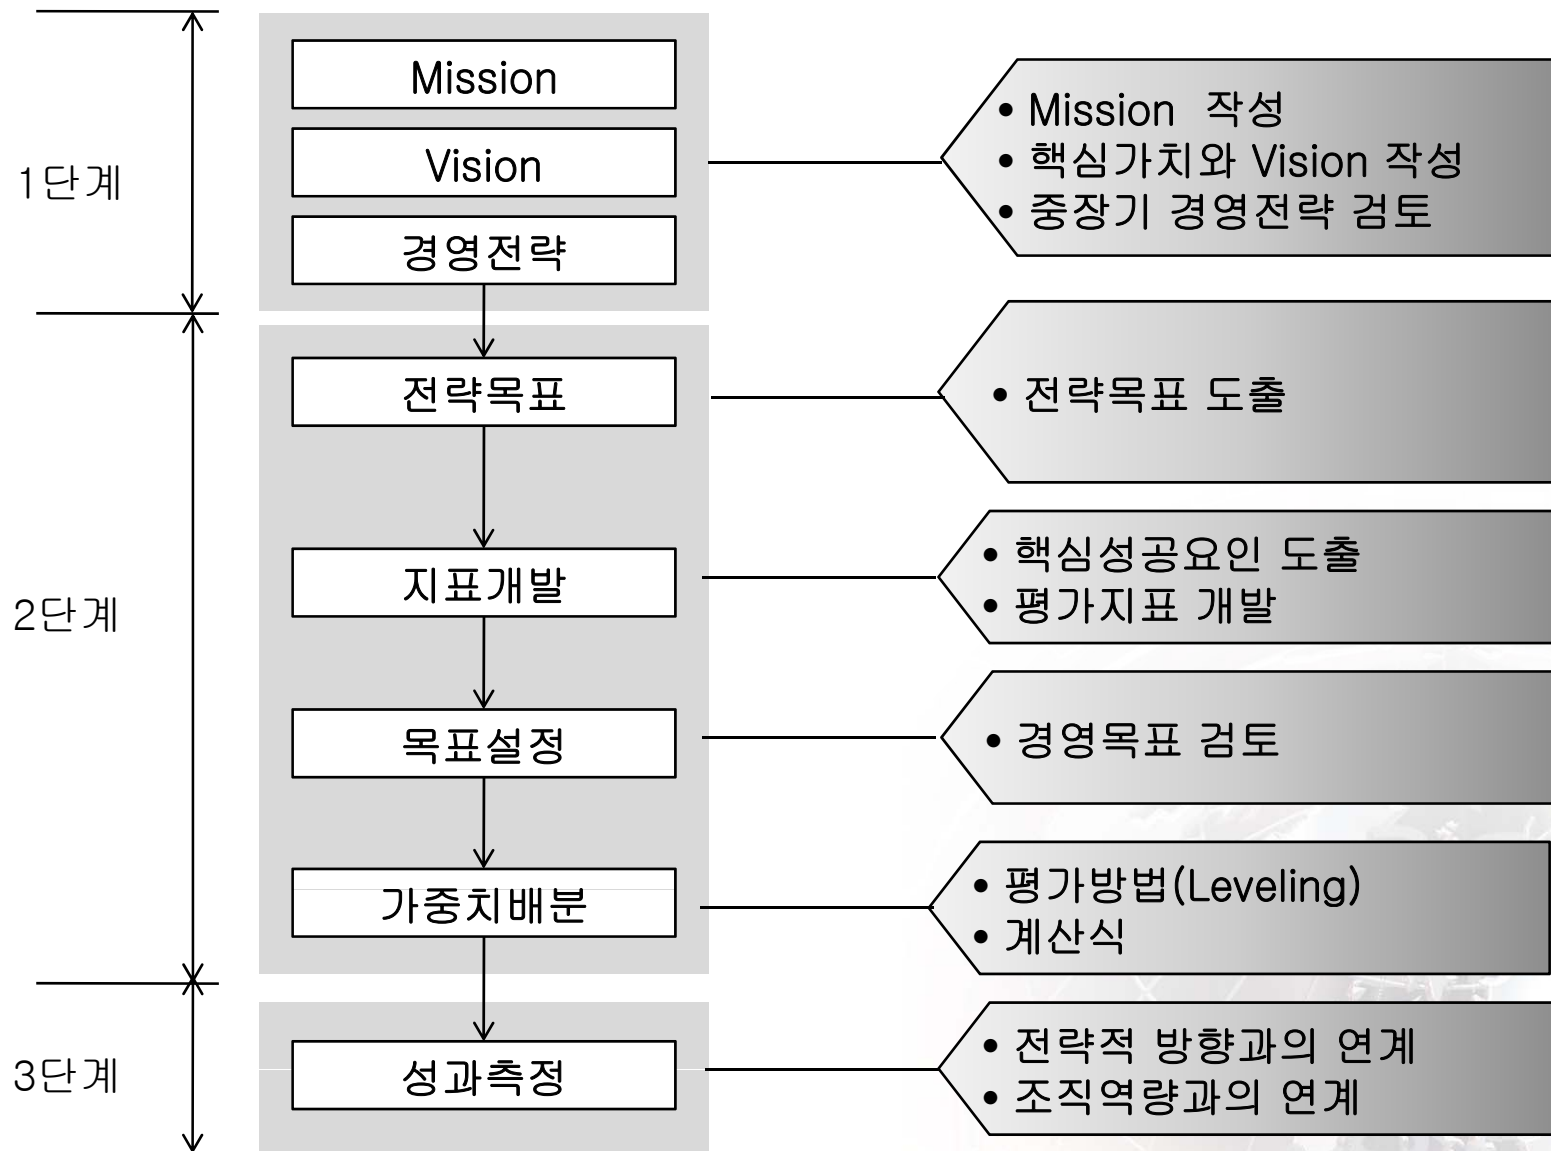 1단계
Mission
Vision
경영전략
• Mission 작성
• 핵심가치와 Vision 작성
• 중장기 경영전략 검토
2단계
전략목표
• 전략목표 도출
지표개발
• 핵심성공요인 도출
• 평가지표 개발
목표설정
• 경영목표 검토
가중치배분
• 평가방법(Leveling)
• 계산식
3단계
성과측정
• 전략적 방향과의 연계
• 조직역량과의 연계